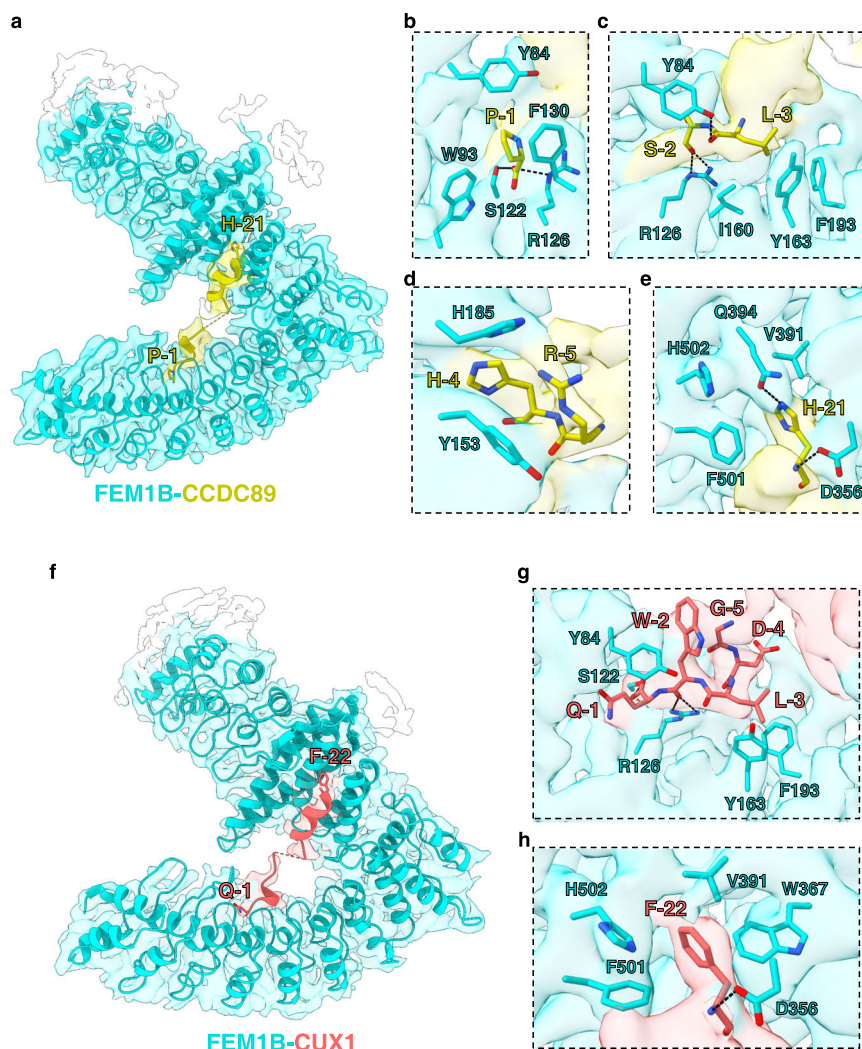 a
H-21
P-1
FEM1B-CCDC89
b
Y84
P-1
F130
W93
S122
R126
c
Y84
L-3
S-2
R126
I160
Y163
F193
d
H185
R-5
H-4
Y153
e
Q394
V391
H502
H-21
F501
D356
f
F-22
Q-1
FEM1B-CUX1
g
G-5
W-2
D-4
Y84
S122
Q-1
L-3
R126
F193
Y163
h
V391
H502
W367
F-22
F501
D356